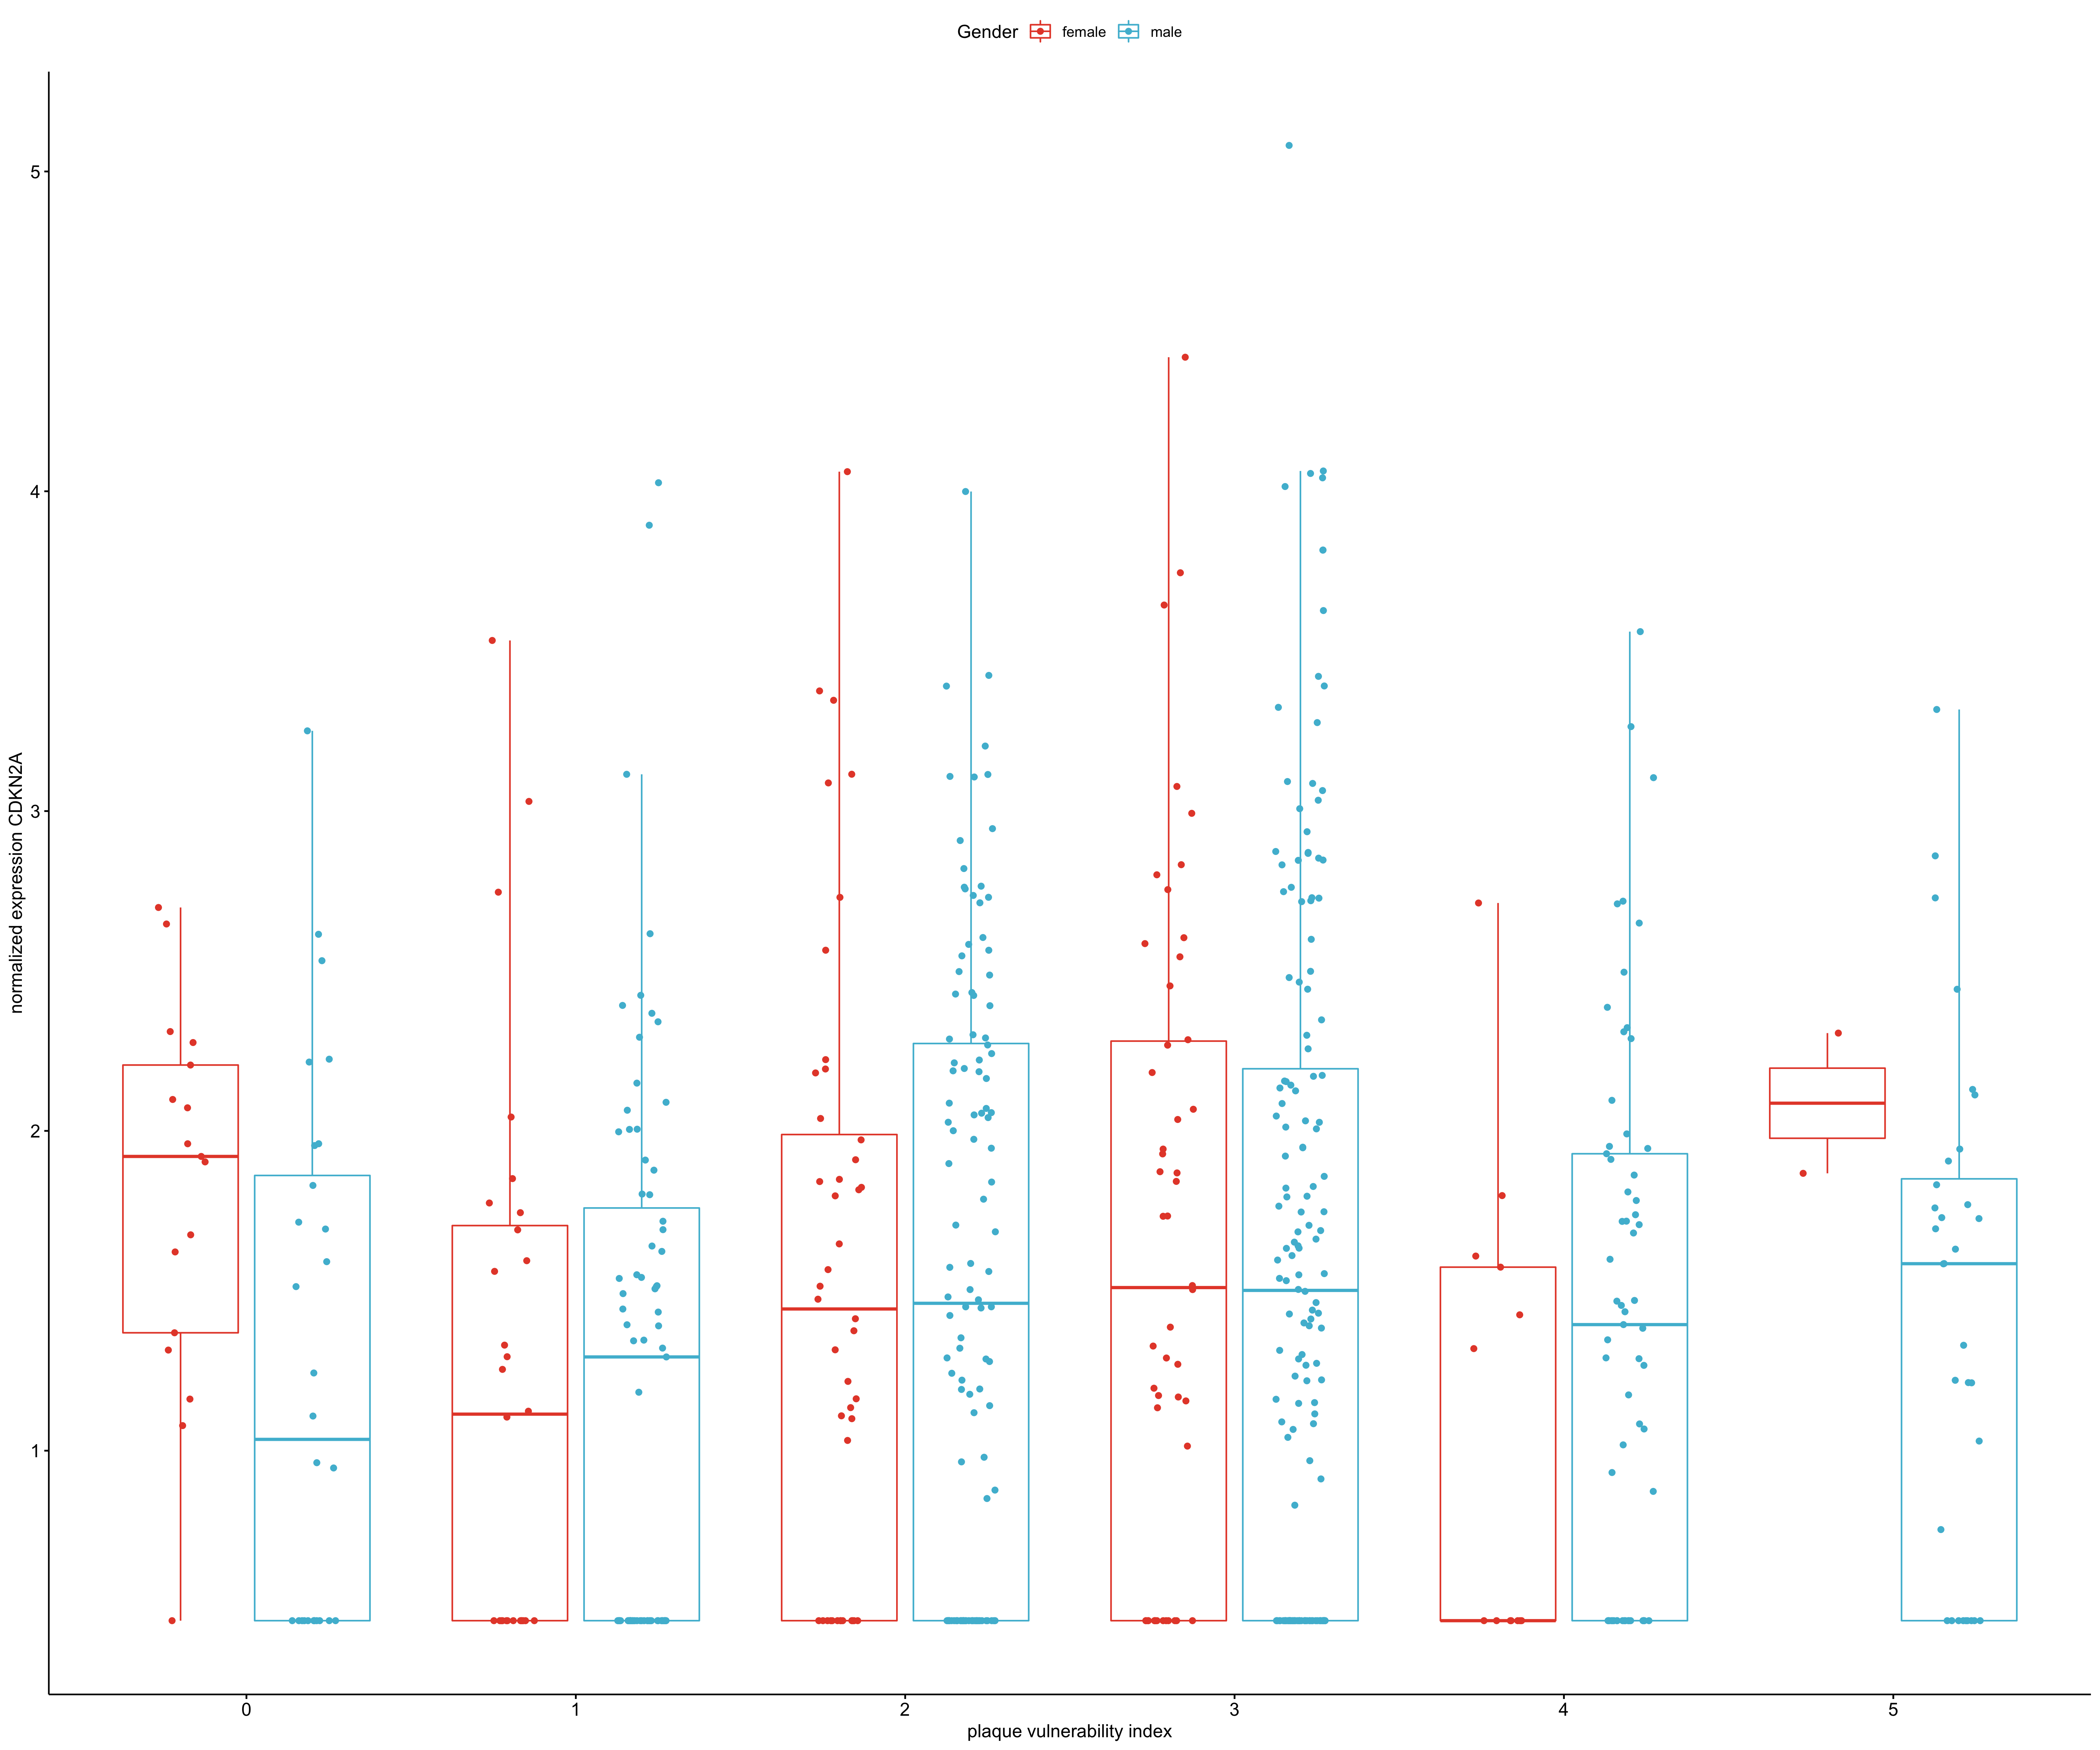 Gender female male
normalized expression CDKN2A
5
4
3
2
1
0 1 2 3 4 5
plaque vulnerability index